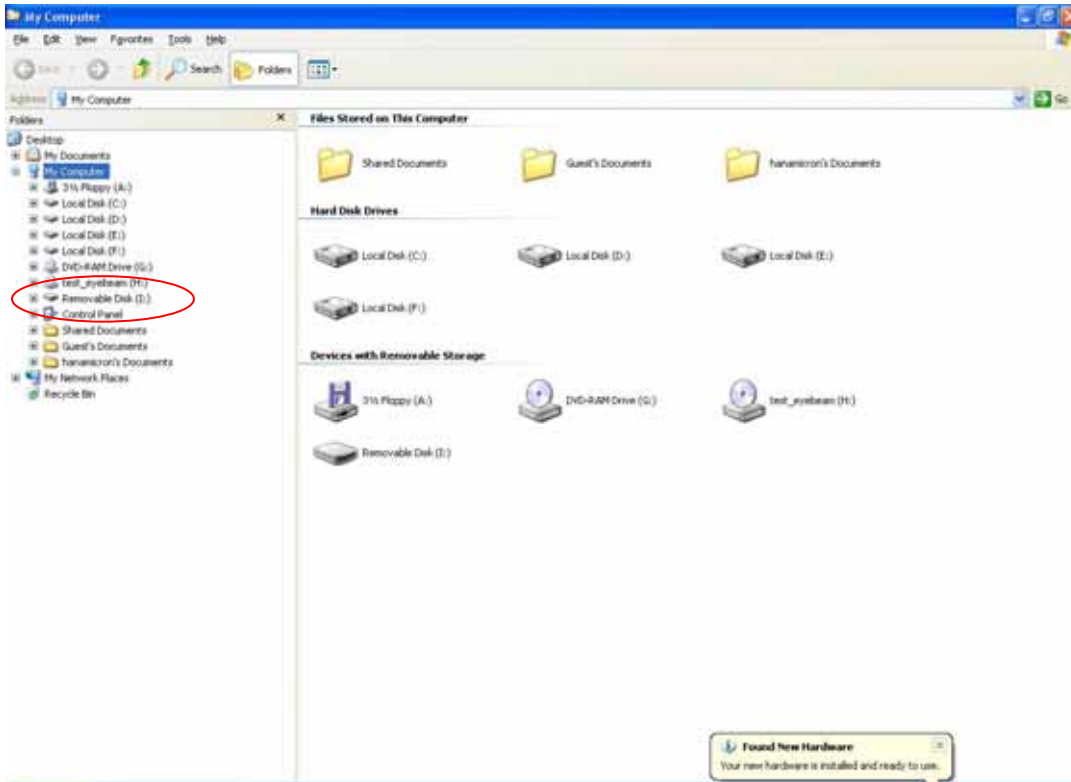 My Computer
File Edit View Favorites Tools Help
Search Folders
Address My Computer Go
Folders ×
Desktop
My Documents
My Computer
3½ Floppy (A:)
Local Disk (C:)
Local Disk (D:)
Local Disk (E:)
Local Disk (F:)
DVD-RAM Drive (G:)
test_eyebeam (H:)
Removable Disk (I:)
Control Panel
Shared Documents
Guest's Documents
hanamicron's Documents
My Network Places
Recycle Bin
Files Stored on This Computer
Shared Documents Guest's Documents hanamicron's Documents
Hard Disk Drives
Local Disk (C:) Local Disk (D:) Local Disk (E:)
Local Disk (F:)
Devices with Removable Storage
3½ Floppy (A:) DVD-RAM Drive (G:) test_eyebeam (H:)
Removable Disk (I:)
Found New Hardware
Your new hardware is installed and ready to use.